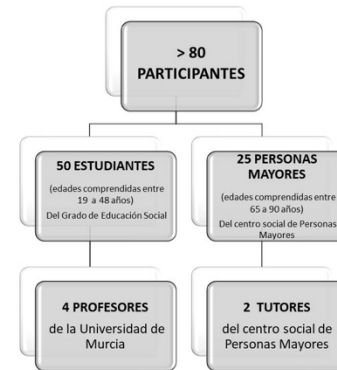 > 80
PARTICIPANTES
50 ESTUDIANTES
(edades comprendidas entre
19 a 48 años)
Del Grado de Educación Social
25 PERSONAS
MAYORES
(edades comprendidas entre
65 a 90 años)
Del centro social de Personas
Mayores
4 PROFESORES
de la Universidad de
Murcia
2 TUTORES
del centro social de
Personas Mayores